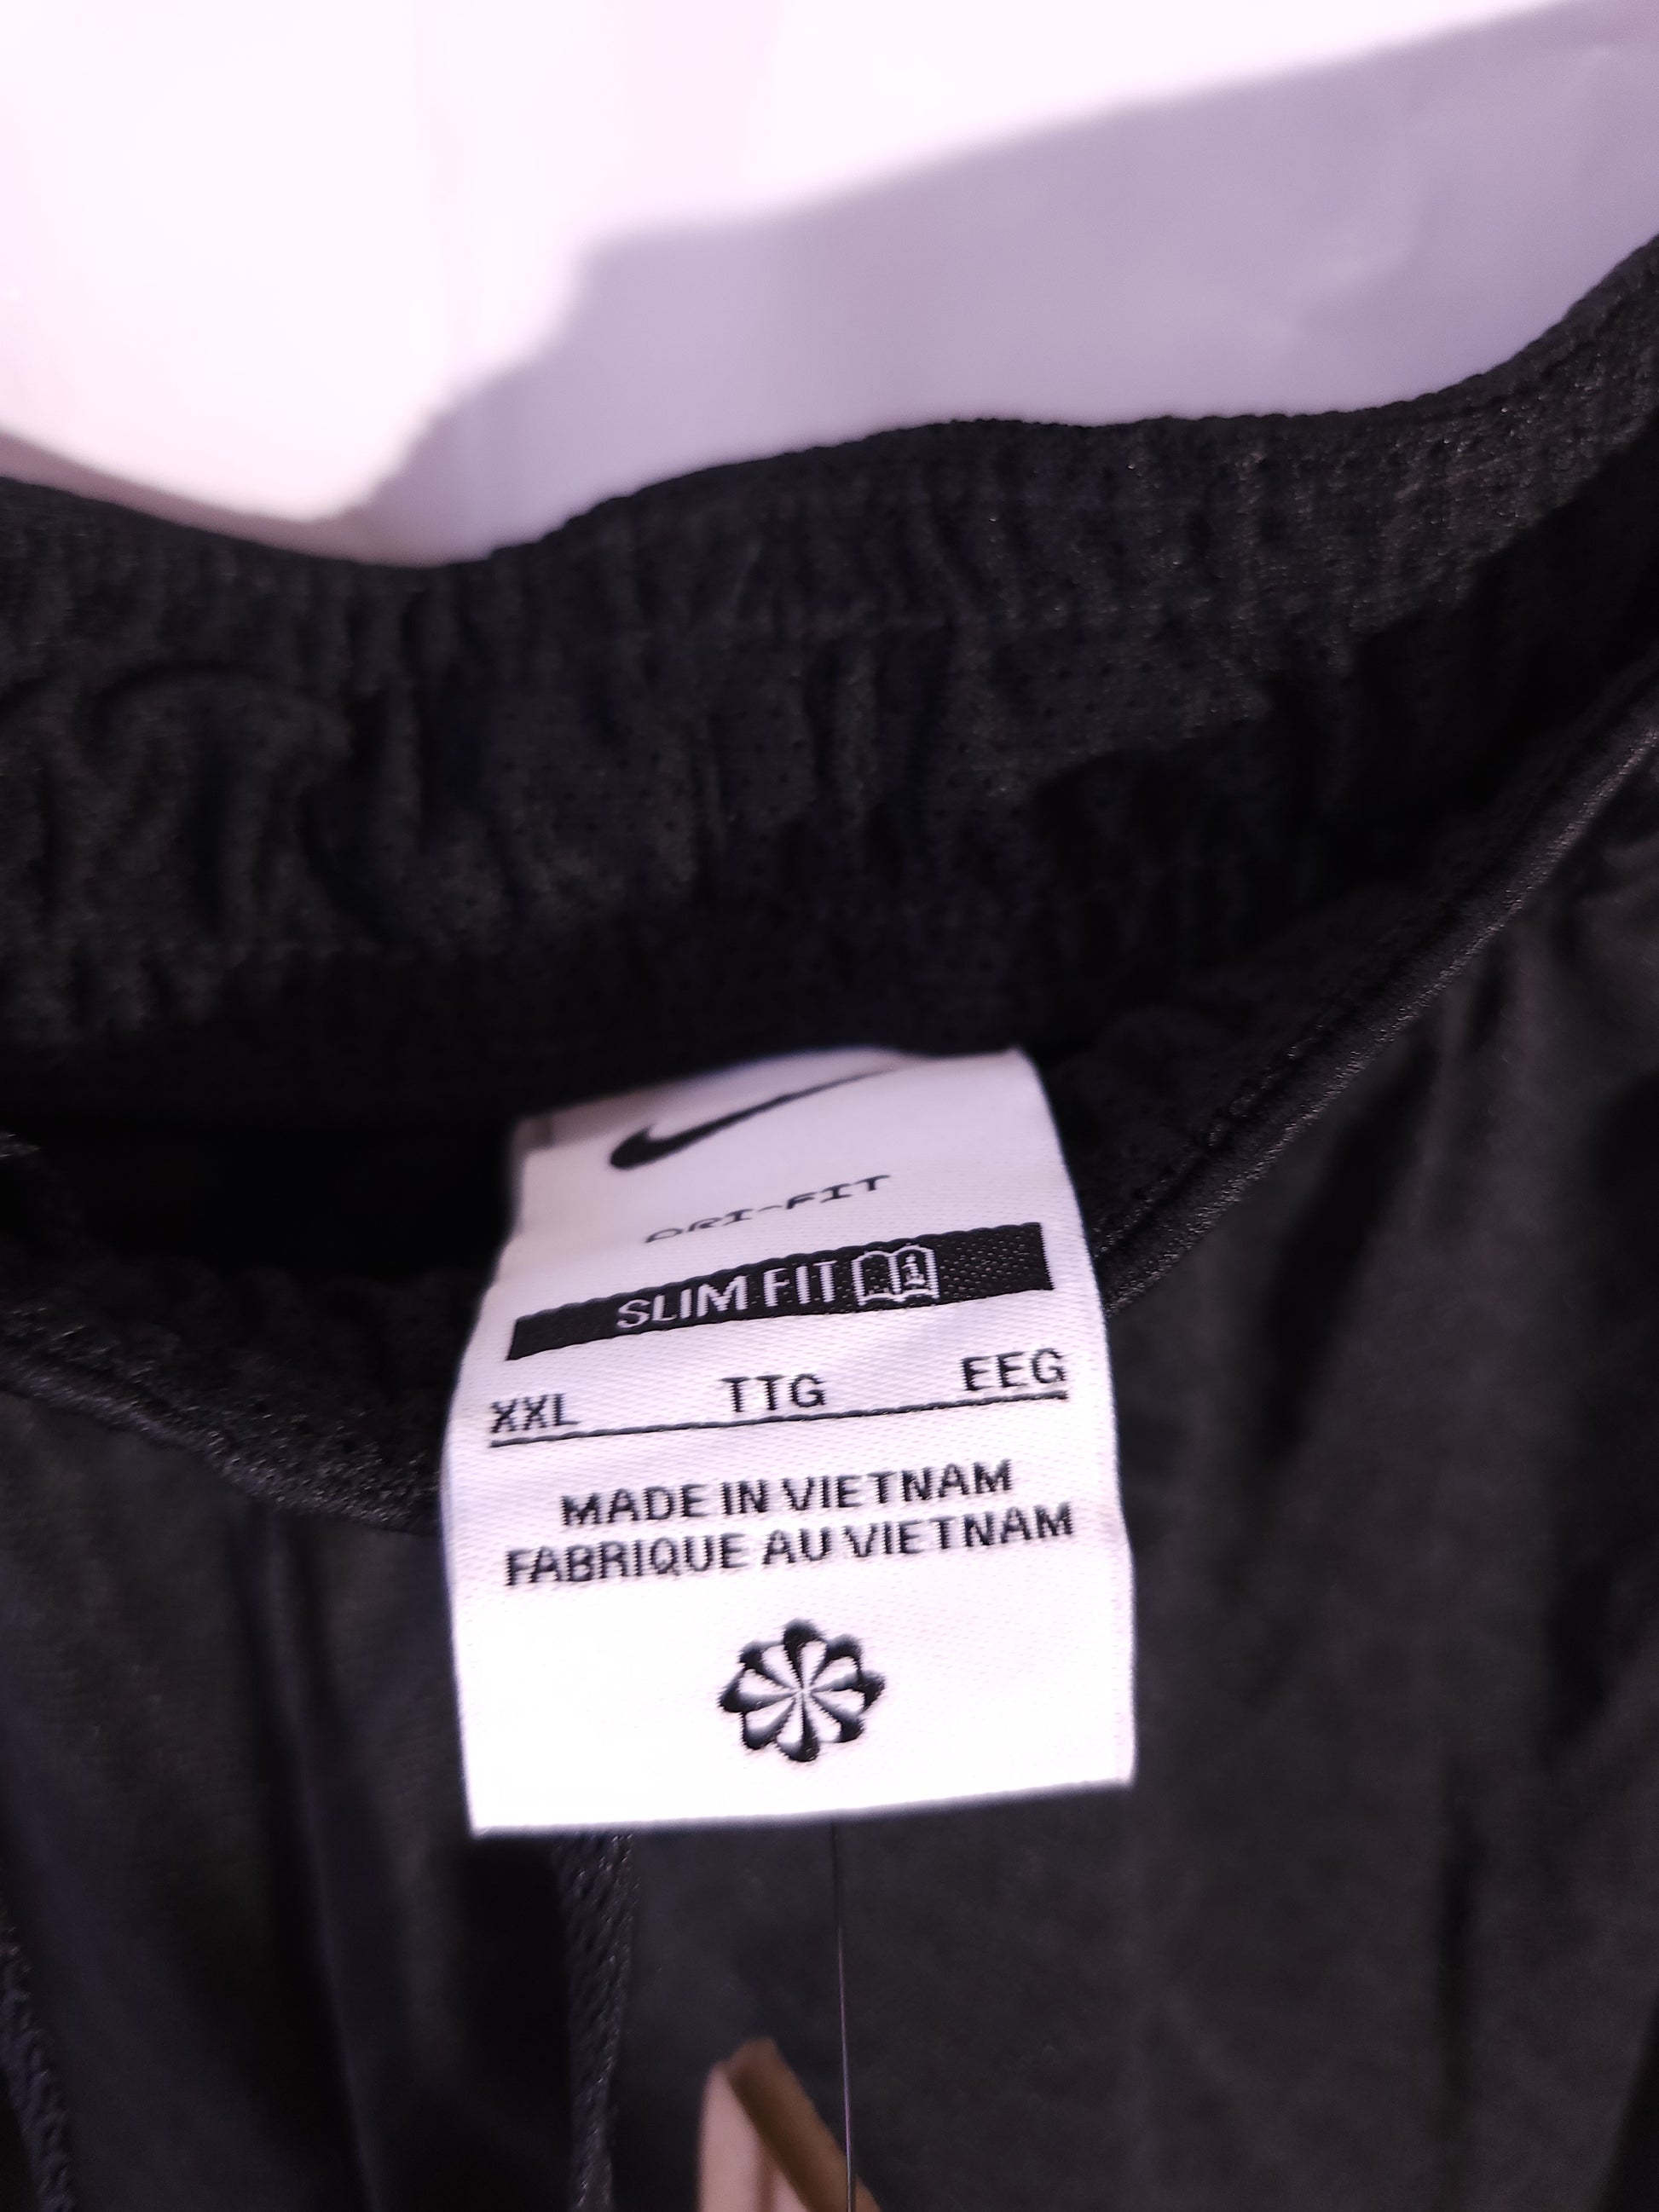 DRI-FIT
SLIM FIT
XXL TTG EEG
MADE IN VIETNAM
FABRIQUE AU VIETNAM